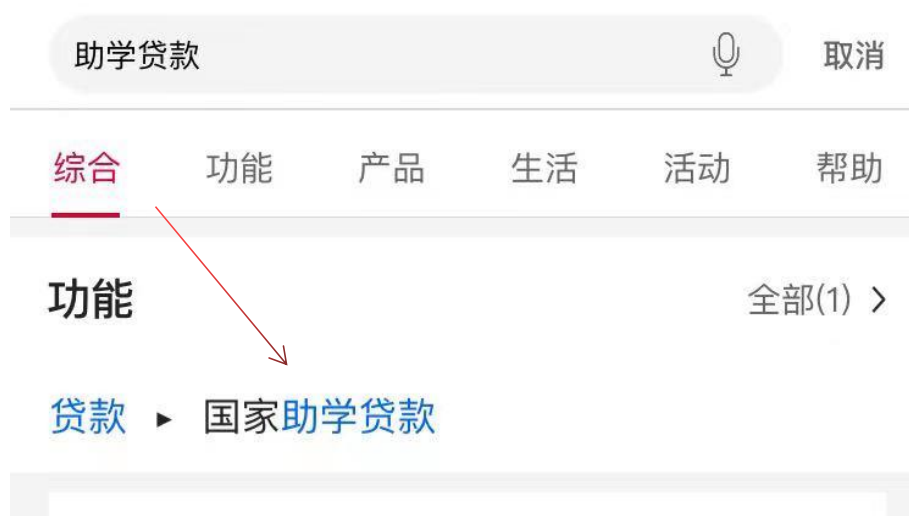 助学贷款 取消
综合 功能 产品 生活 活动 帮助
功能 全部(1)
贷款 ▸ 国家助学贷款